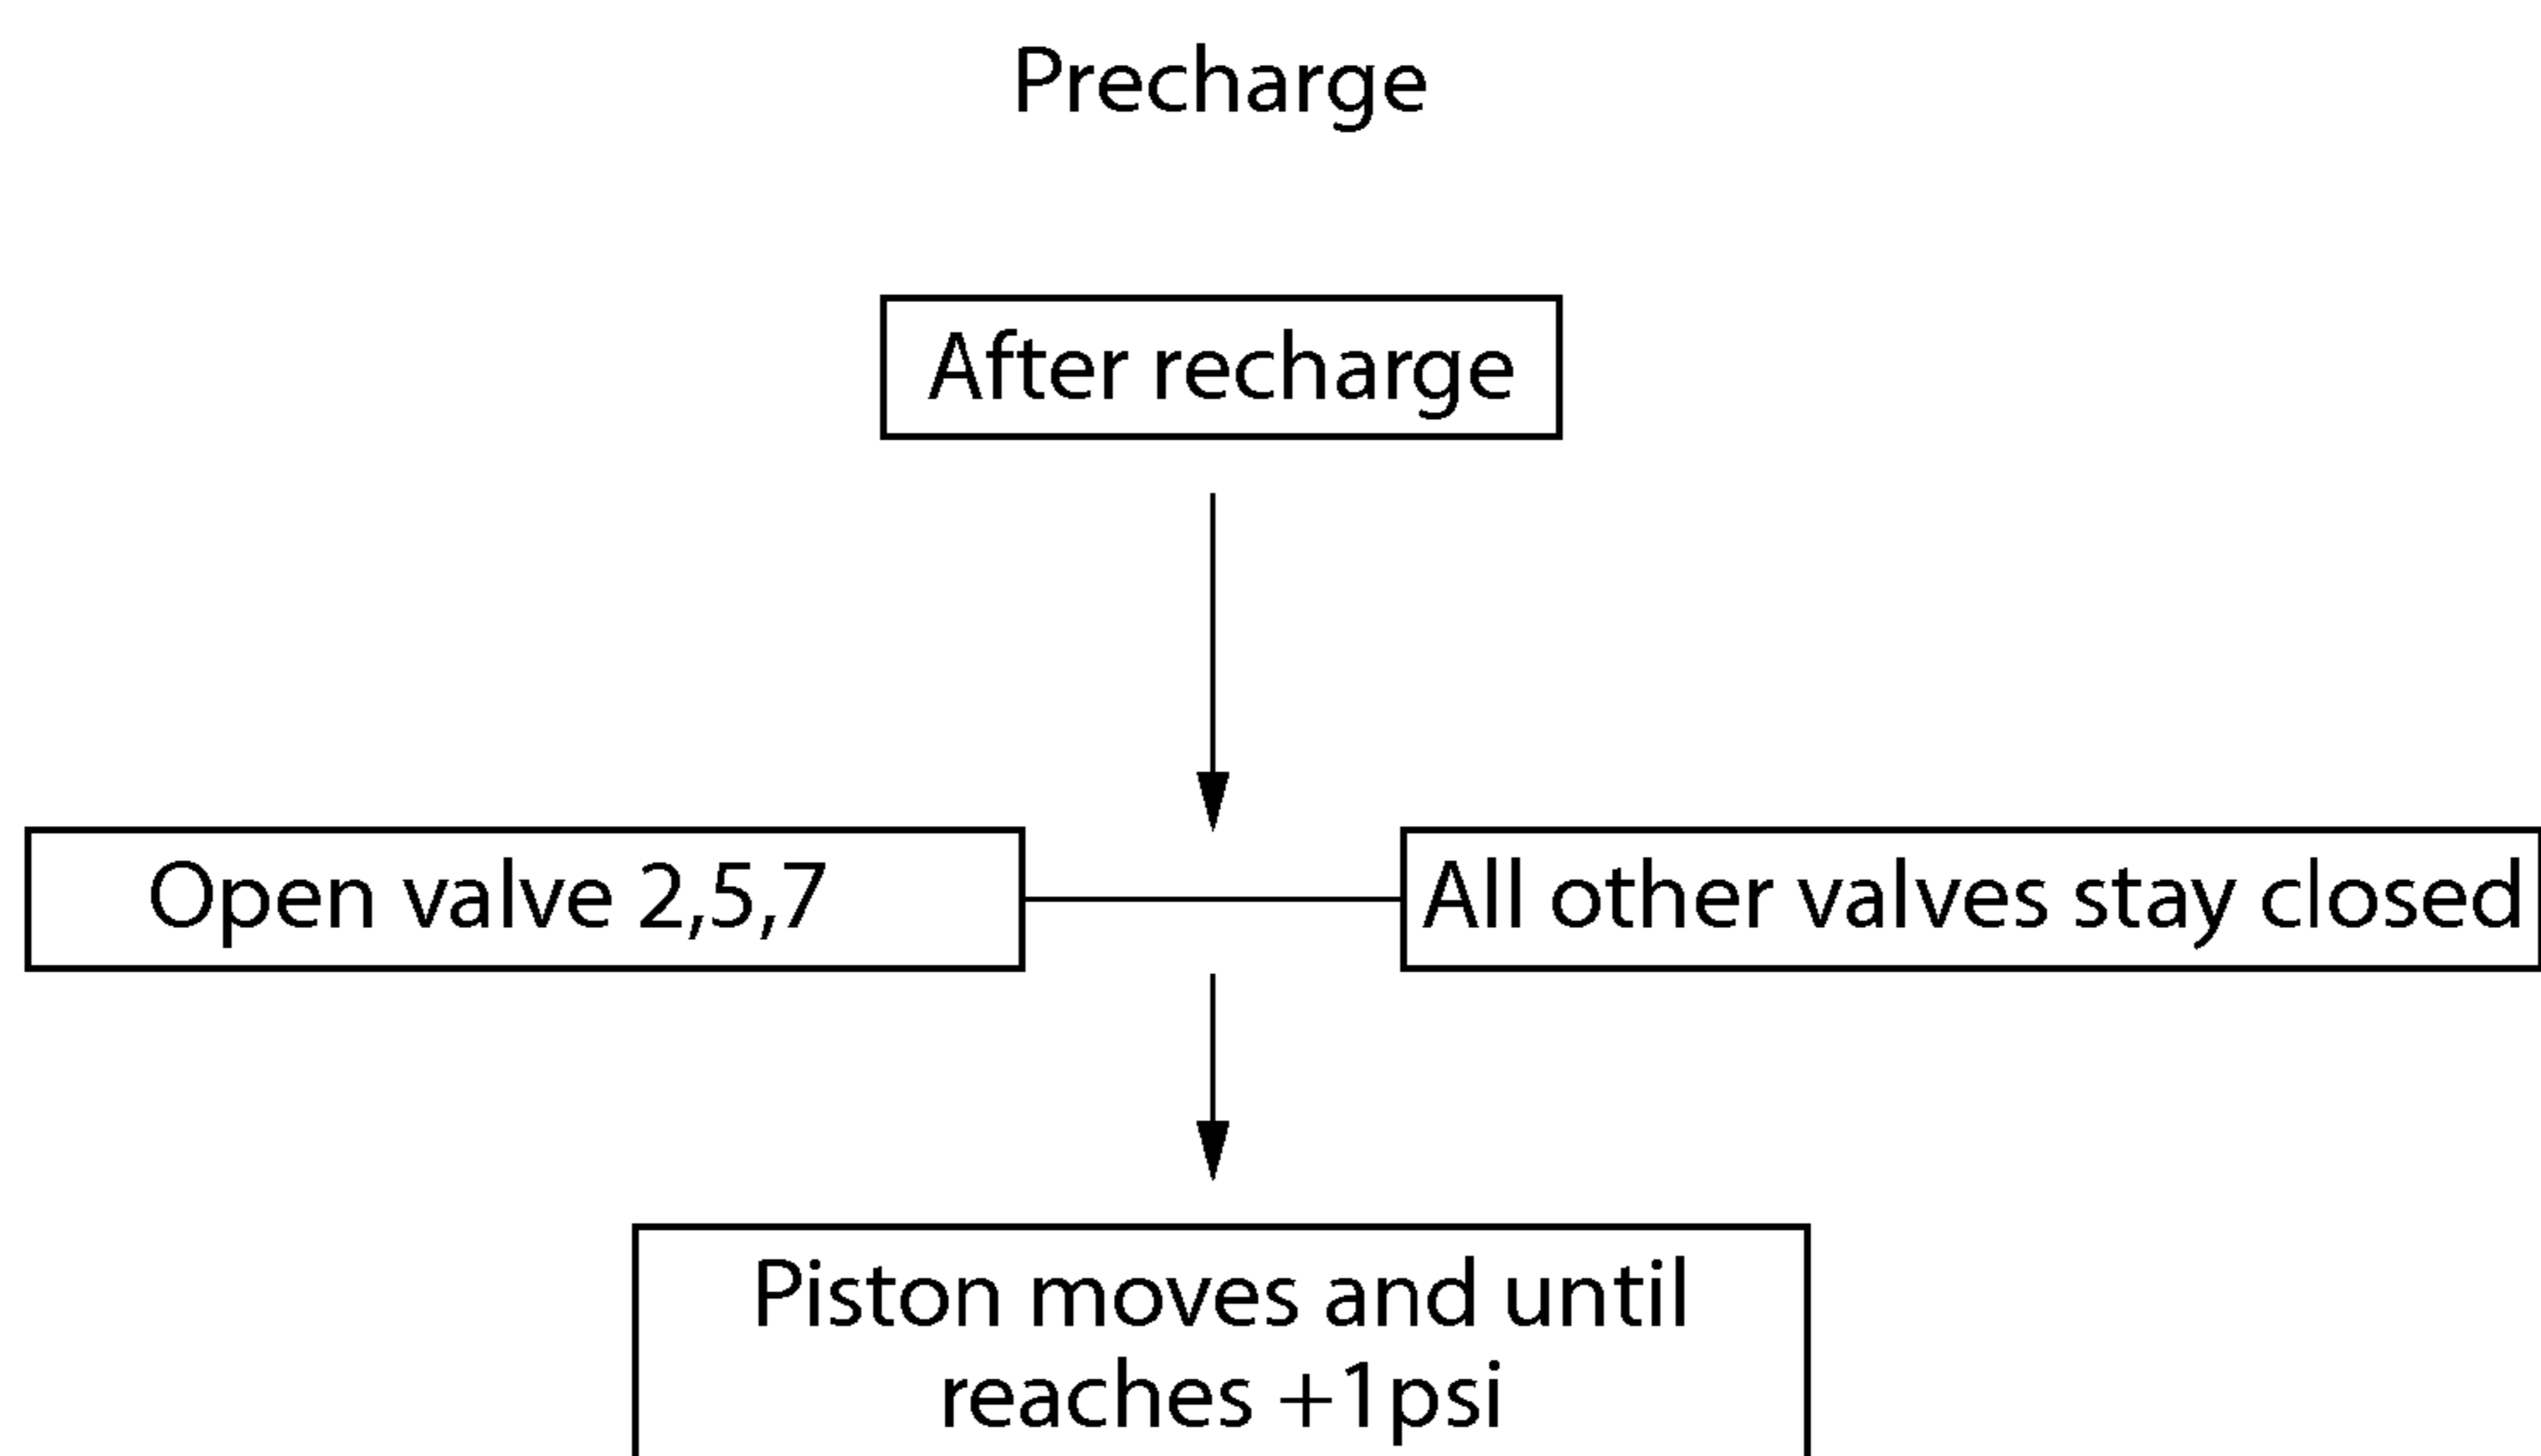 Precharge
After recharge
Open valve 2,5,7
All other valves stay closed
Piston moves and until
reaches +1psi